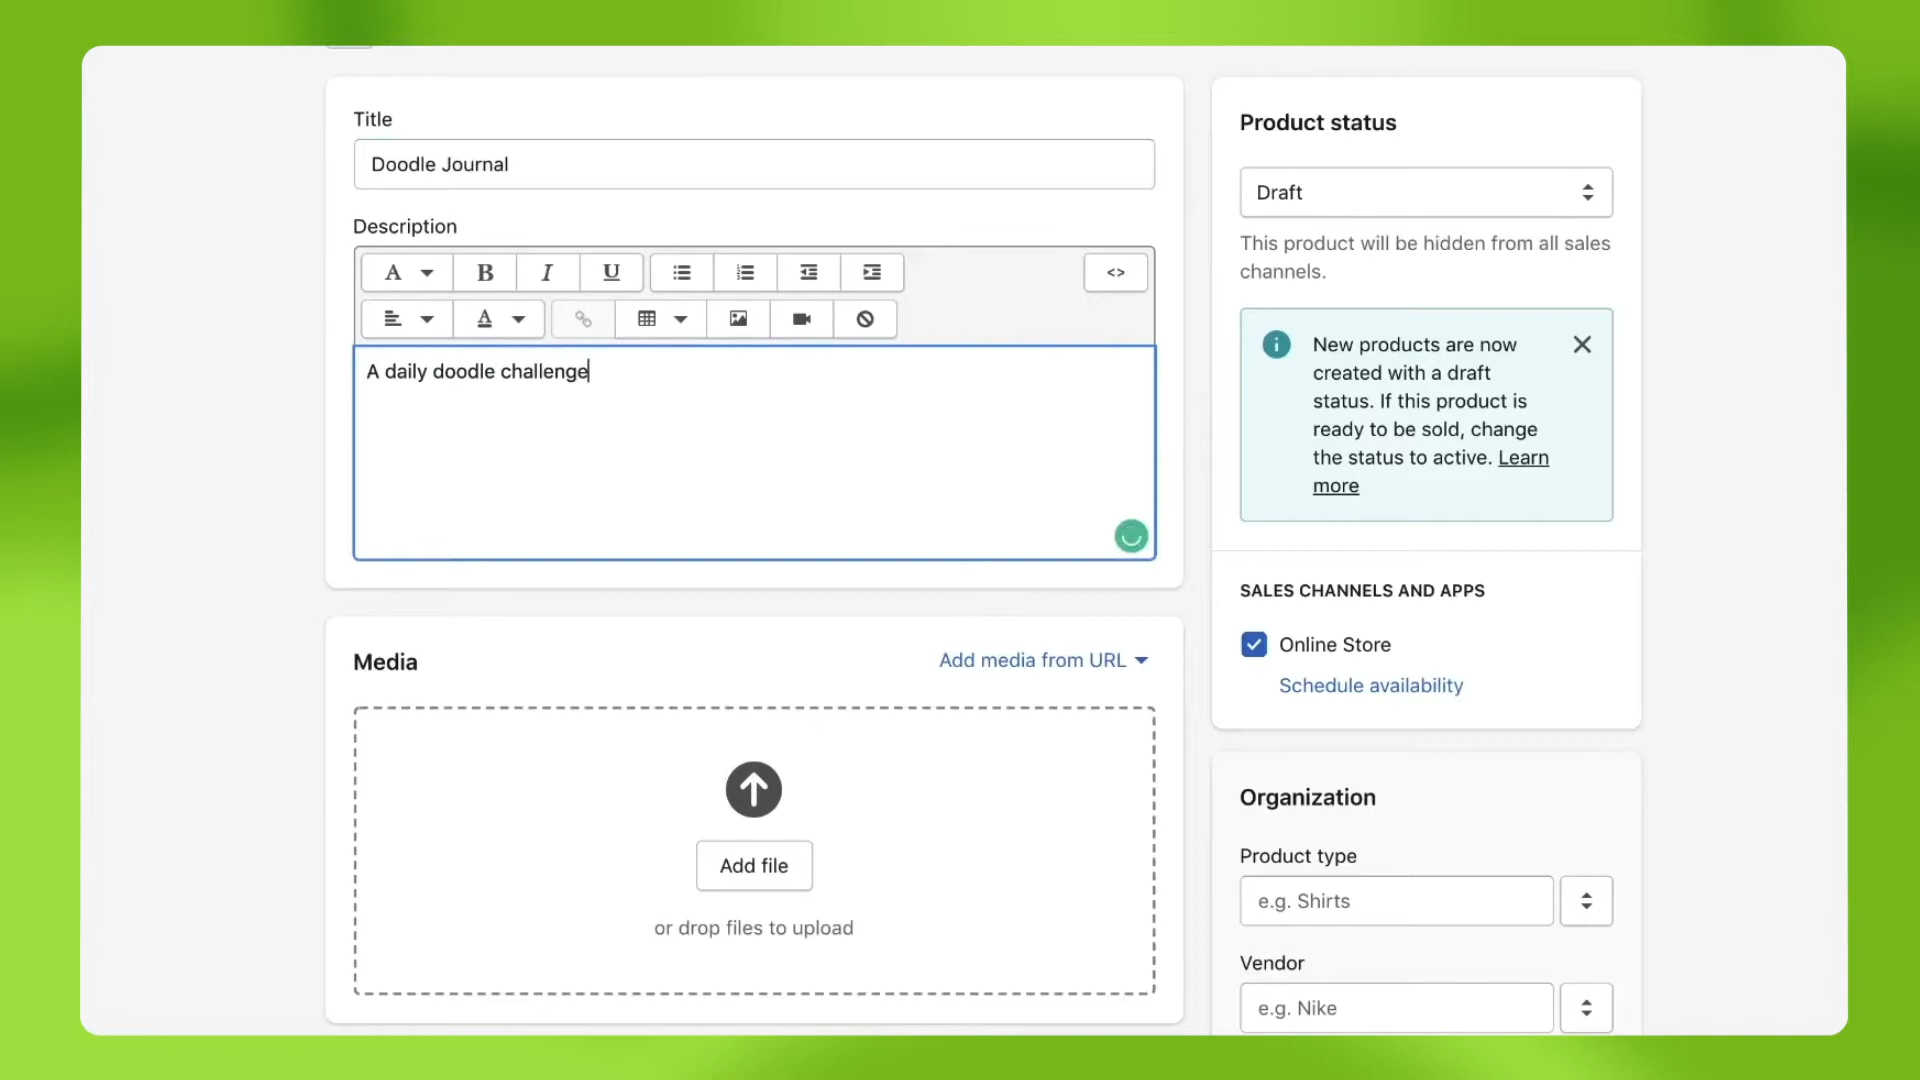 Title
Doodle Journal
Description
A B I U <>
A
A daily doodle challenge
Media
Add media from URL
Add file
or drop files to upload
Product status
Draft
This product will be hidden from all sales
channels.
New products are now
created with a draft
status. If this product is
ready to be sold, change
the status to active. Learn
more
SALES CHANNELS AND APPS
Online Store
Schedule availability
Organization
Product type
e.g. Shirts
Vendor
e.g. Nike